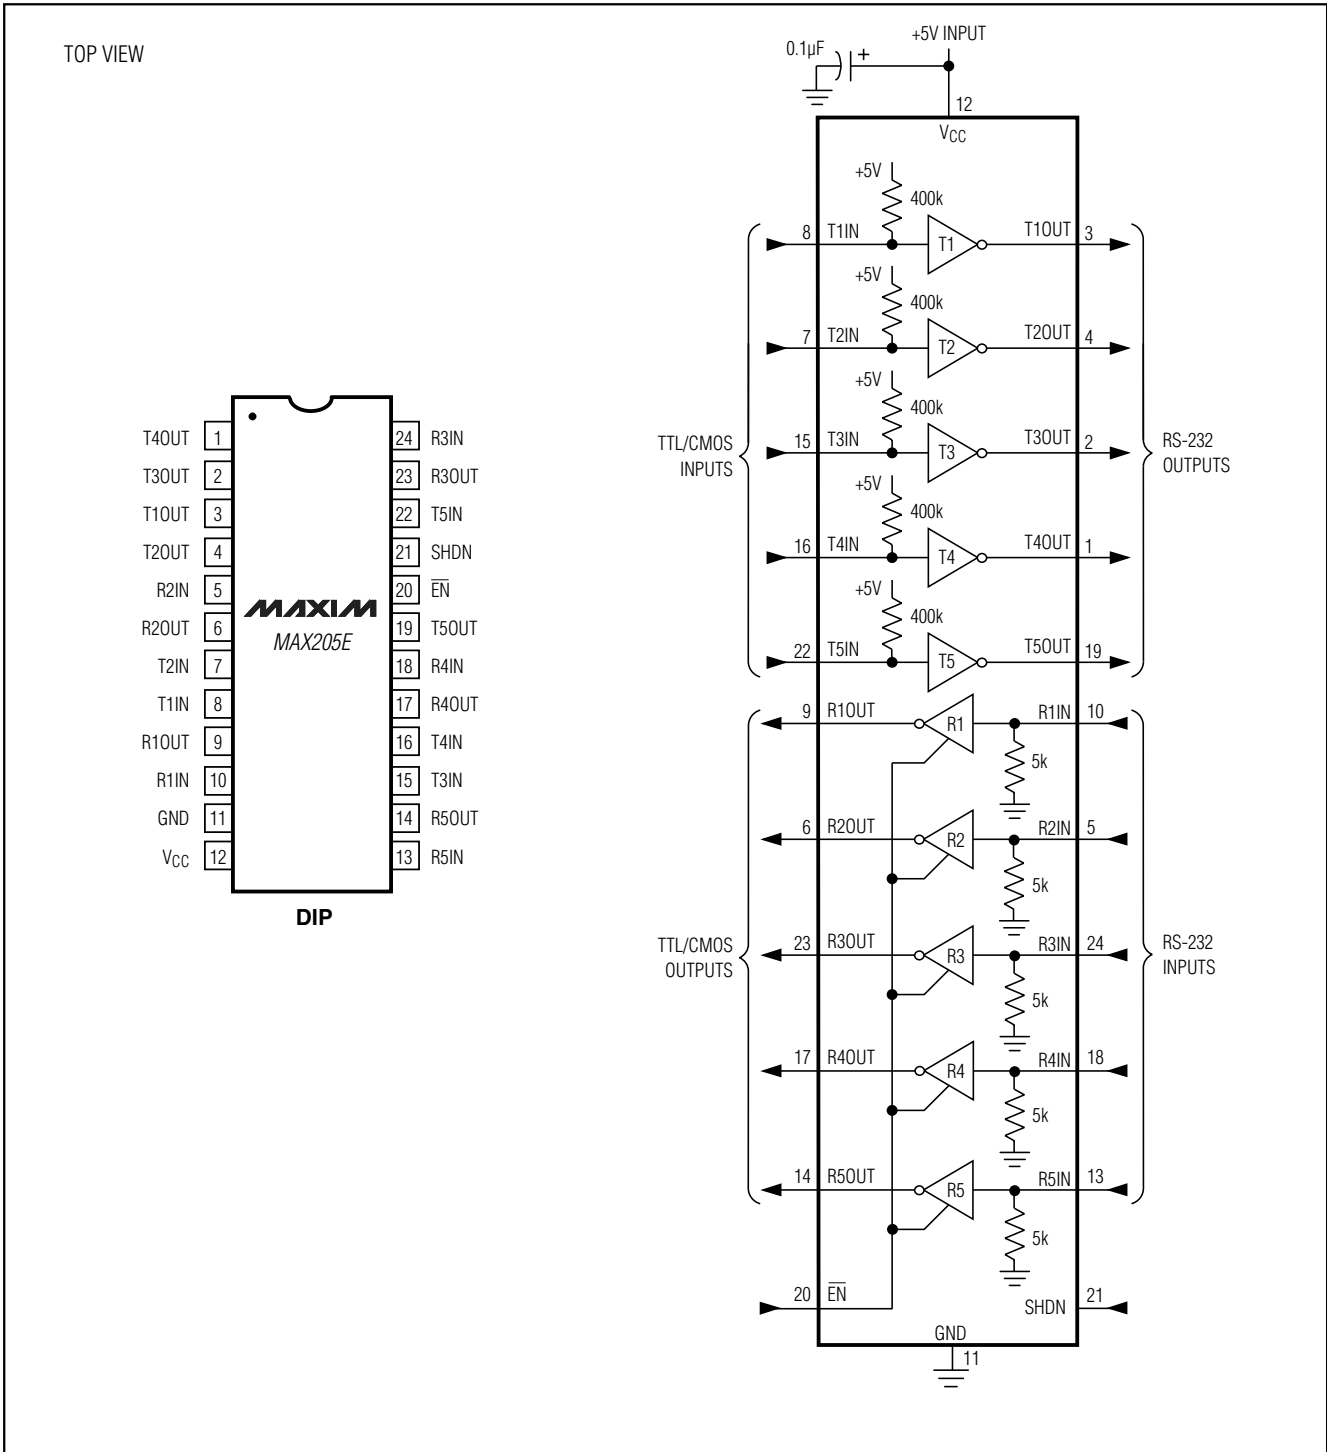 TOP VIEW
T4OUT 1
T3OUT 2
T1OUT 3
T2OUT 4
R2IN 5
R2OUT 6
T2IN 7
T1IN 8
R1OUT 9
R1IN 10
GND 11
VCC 12
24 R3IN
23 R3OUT
22 T5IN
21 SHDN
20 E̅N̅
19 T5OUT
18 R4IN
17 R4OUT
16 T4IN
15 T3IN
14 R5OUT
13 R5IN
MAXIM
MAX205E
DIP
+5V INPUT
0.1µF +
12
VCC
+5V
400k
8 T1IN T1 T1OUT 3
+5V
400k
7 T2IN T2 T2OUT 4
+5V
400k
15 T3IN T3 T3OUT 2
+5V
400k
16 T4IN T4 T4OUT 1
+5V
400k
22 T5IN T5 T5OUT 19
TTL/CMOS
INPUTS
RS-232
OUTPUTS
9 R1OUT R1 R1IN 10
5k
6 R2OUT R2 R2IN 5
5k
23 R3OUT R3 R3IN 24
5k
17 R4OUT R4 R4IN 18
5k
14 R5OUT R5 R5IN 13
5k
TTL/CMOS
OUTPUTS
RS-232
INPUTS
20 E̅N̅
SHDN 21
GND
11